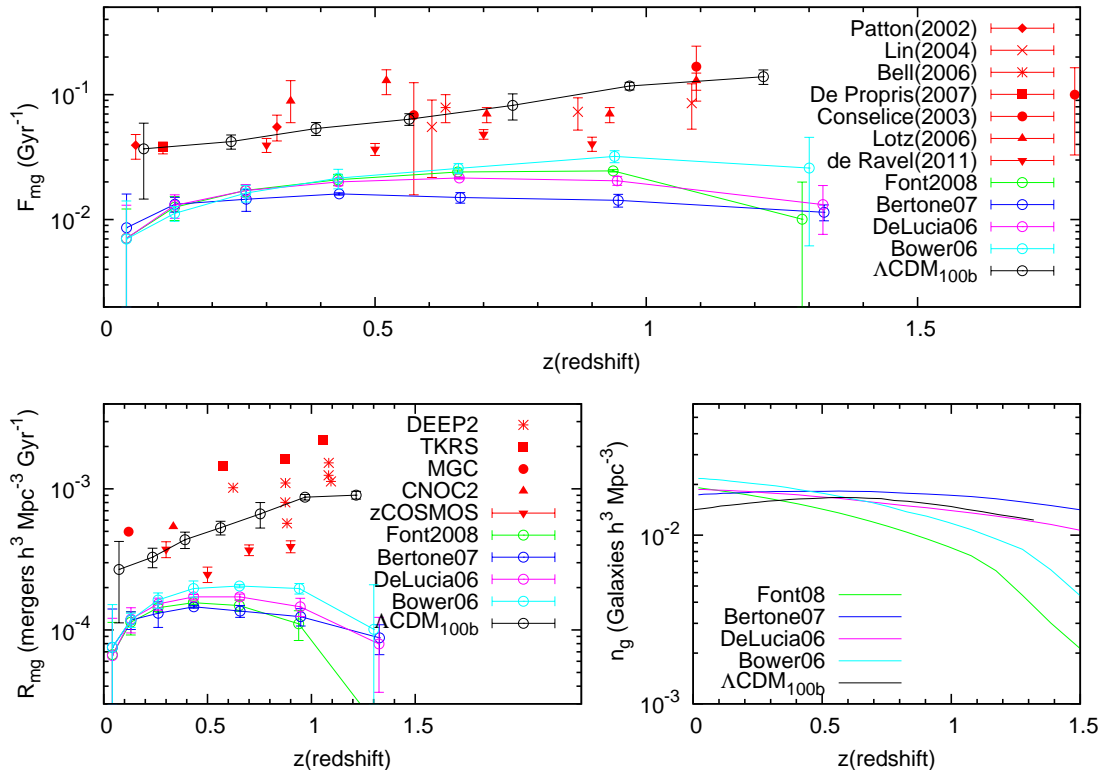 F_mg (Gyr^-1)
10^-1
10^-2
0
0.5
1
1.5
z(redshift)
Patton(2002)
Lin(2004)
Bell(2006)
De Propris(2007)
Conselice(2003)
Lotz(2006)
de Ravel(2011)
Font2008
Bertone07
DeLucia06
Bower06
ΛCDM_100b
R_mg (mergers h^3 Mpc^-3 Gyr^-1)
10^-3
10^-4
0
0.5
1
1.5
2
z(redshift)
DEEP2
TKRS
MGC
CNOC2
zCOSMOS
Font2008
Bertone07
DeLucia06
Bower06
ΛCDM_100b
n_g (Galaxies h^3 Mpc^-3)
10^-2
10^-3
0
0.5
1
1.5
z(redshift)
Font08
Bertone07
DeLucia06
Bower06
ΛCDM_100b